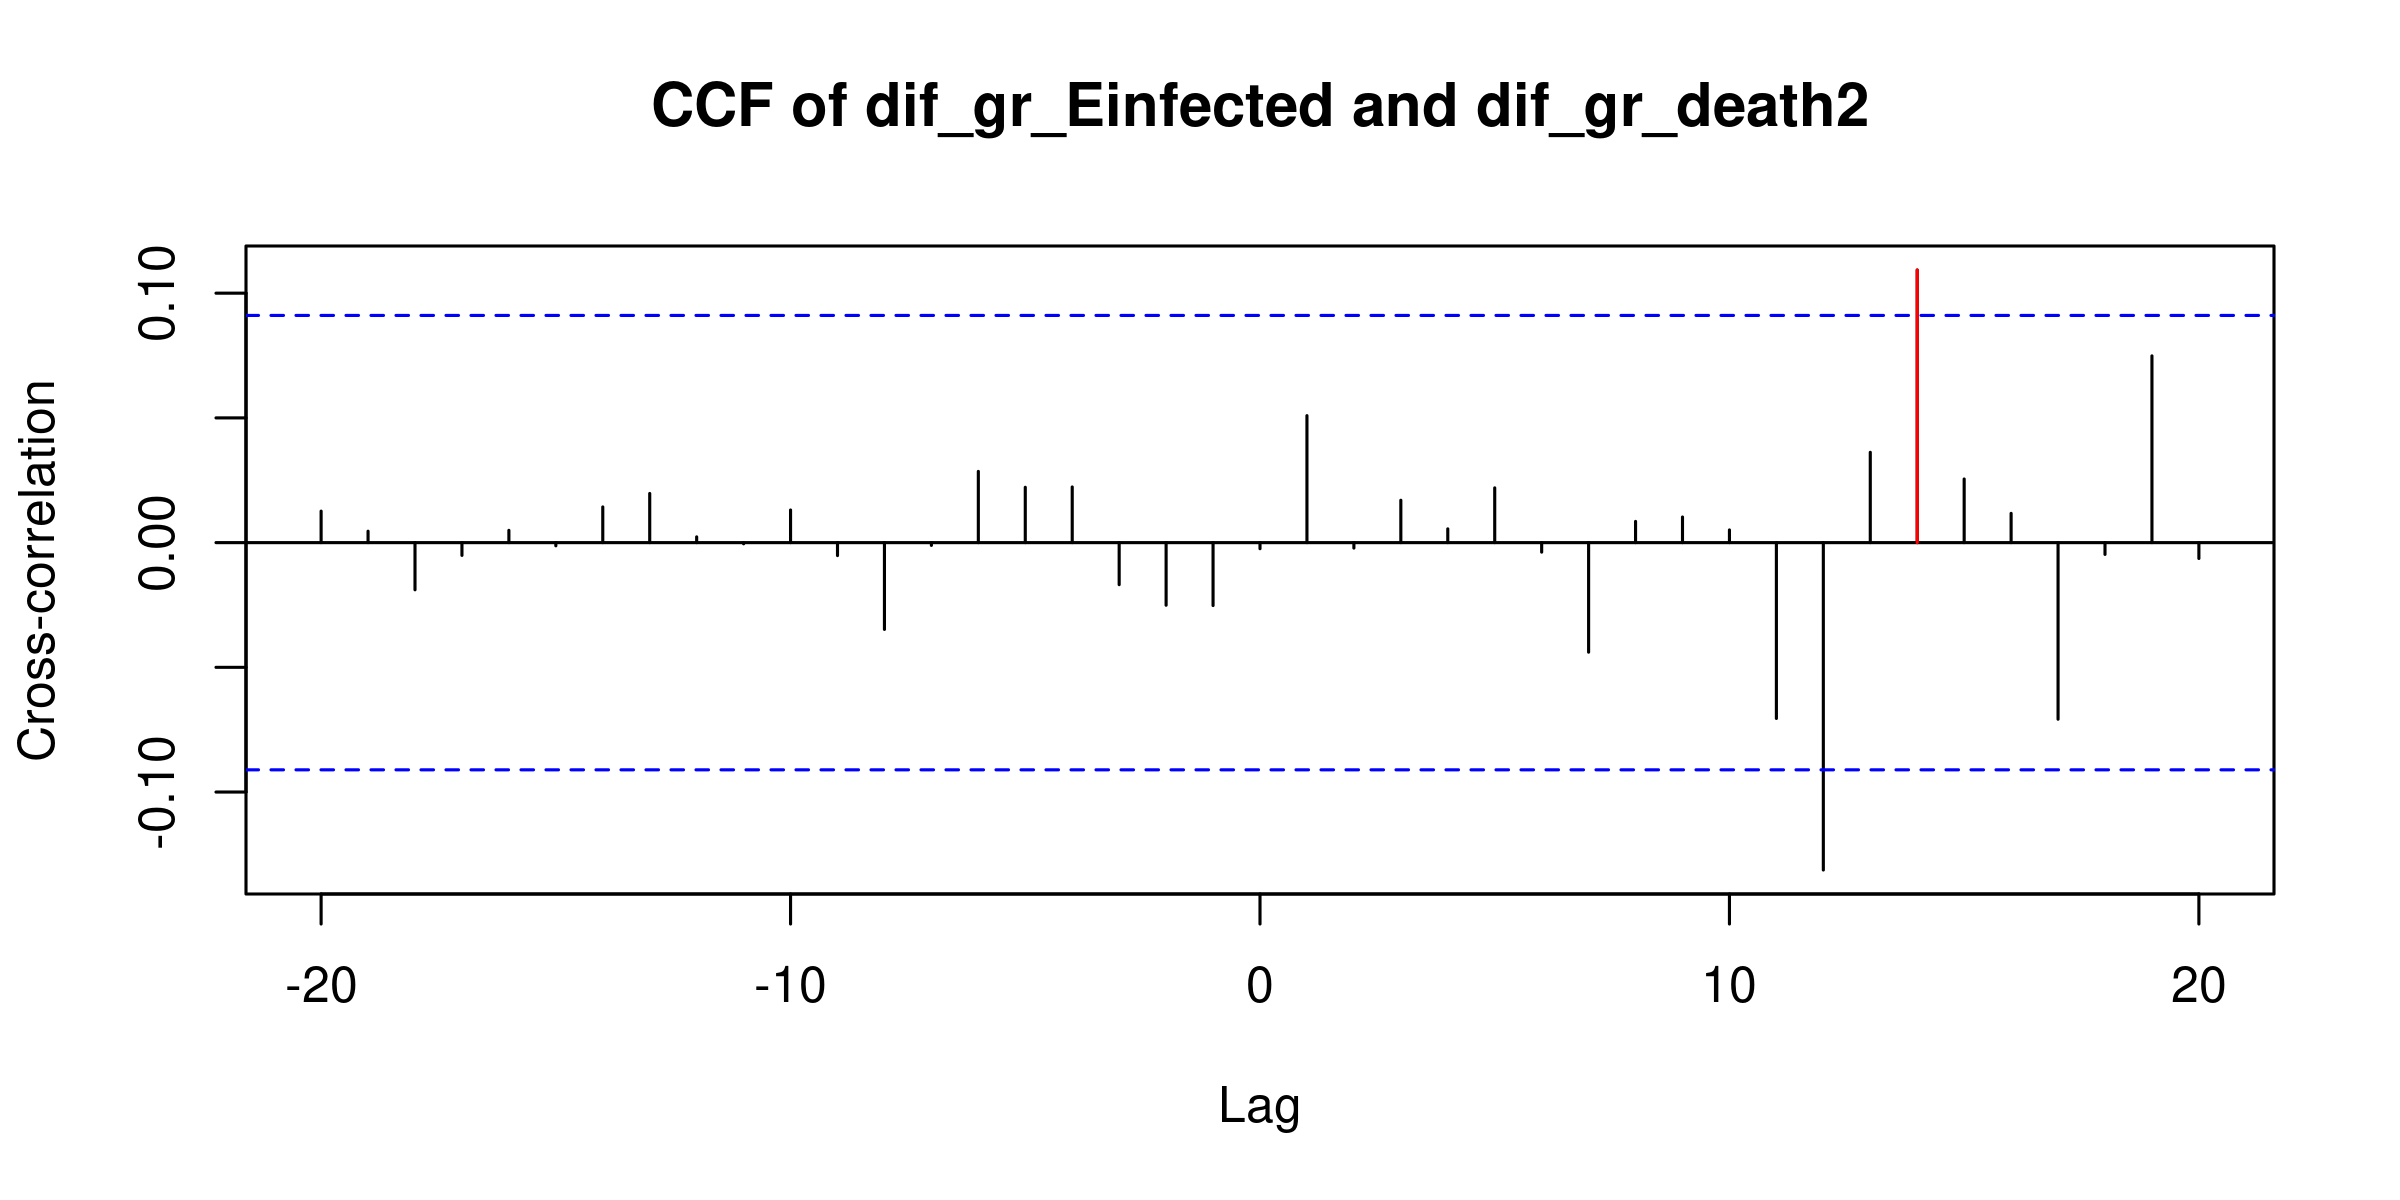 CCF of dif_gr_Einfected and dif_gr_death2
Cross-correlation
0.10
0.00
-0.10
-20 -10 0 10 20
Lag